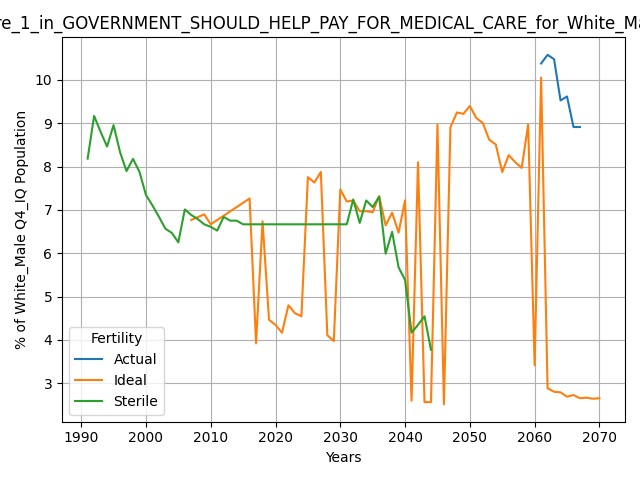 re_1_in_GOVERNMENT_SHOULD_HELP_PAY_FOR_MEDICAL_CARE_for_White_Ma
% of White_Male Q4_IQ Population
10
9
8
7
6
5
4
3
Fertility
Actual
Ideal
Sterile
1990 2000 2010 2020 2030 2040 2050 2060 2070
Years